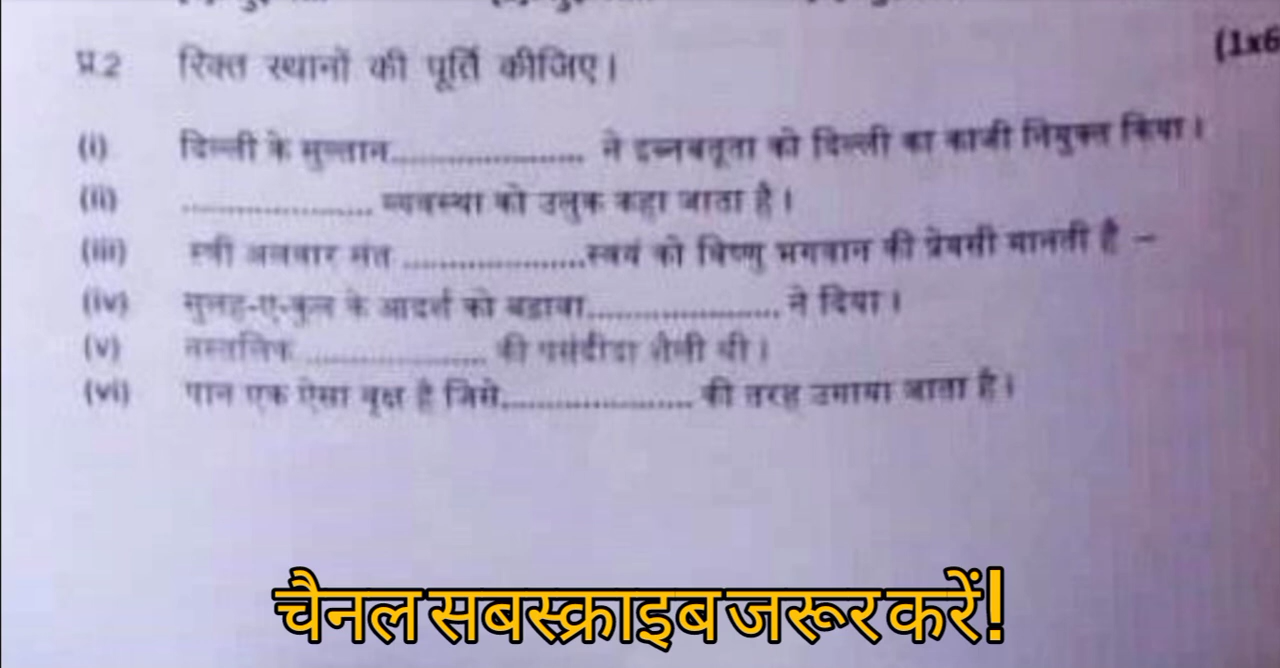 प्र.2 रिक्त स्थानों की पूर्ति कीजिए। (1x6
(i) दिल्ली के सुल्तान.................... ने इब्नबतूता को दिल्ली का काजी नियुक्त किया।
(ii) .................... व्यवस्था को उलुक कहा जाता है।
(iii) स्त्री अलवार संत ....................स्वयं को विष्णु भगवान की प्रेयसी मानती है –
(iv) सुलह-ए-कुल के आदर्श को बढ़ावा.................... ने दिया।
(v) नस्तलिक .................... की पसंदीदा शैली थी।
(vi) पान एक ऐसा वृक्ष है जिसे.................... की तरह उगाया जाता है।
चैनल सबस्क्राइब जरूर करें!